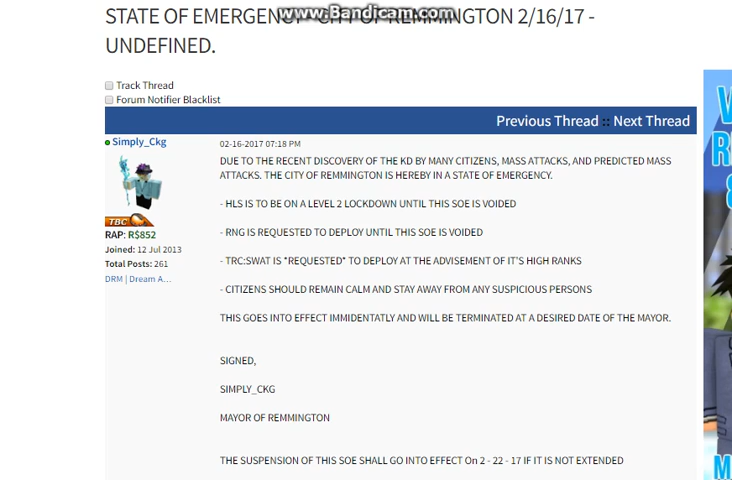 www.Bandicam.com
STATE OF EMERGENCY CITY OF REMMINGTON 2/16/17 -
UNDEFINED.
Track Thread
Forum Notifier Blacklist
Previous Thread :: Next Thread
Simply_Ckg
TBC
RAP: R$852
Joined: 12 Jul 2013
Total Posts: 261
DRM | Dream A...
02-16-2017 07:18 PM
DUE TO THE RECENT DISCOVERY OF THE KD BY MANY CITIZENS, MASS ATTACKS, AND PREDICTED MASS
ATTACKS. THE CITY OF REMMINGTON IS HEREBY IN A STATE OF EMERGENCY.
- HLS IS TO BE ON A LEVEL 2 LOCKDOWN UNTIL THIS SOE IS VOIDED
- RNG IS REQUESTED TO DEPLOY UNTIL THIS SOE IS VOIDED
- TRC:SWAT IS *REQUESTED* TO DEPLOY AT THE ADVISEMENT OF IT'S HIGH RANKS
- CITIZENS SHOULD REMAIN CALM AND STAY AWAY FROM ANY SUSPICIOUS PERSONS
THIS GOES INTO EFFECT IMMIDENTATLY AND WILL BE TERMINATED AT A DESIRED DATE OF THE MAYOR.
SIGNED,
SIMPLY_CKG
MAYOR OF REMMINGTON
THE SUSPENSION OF THIS SOE SHALL GO INTO EFFECT On 2 - 22 - 17 IF IT IS NOT EXTENDED